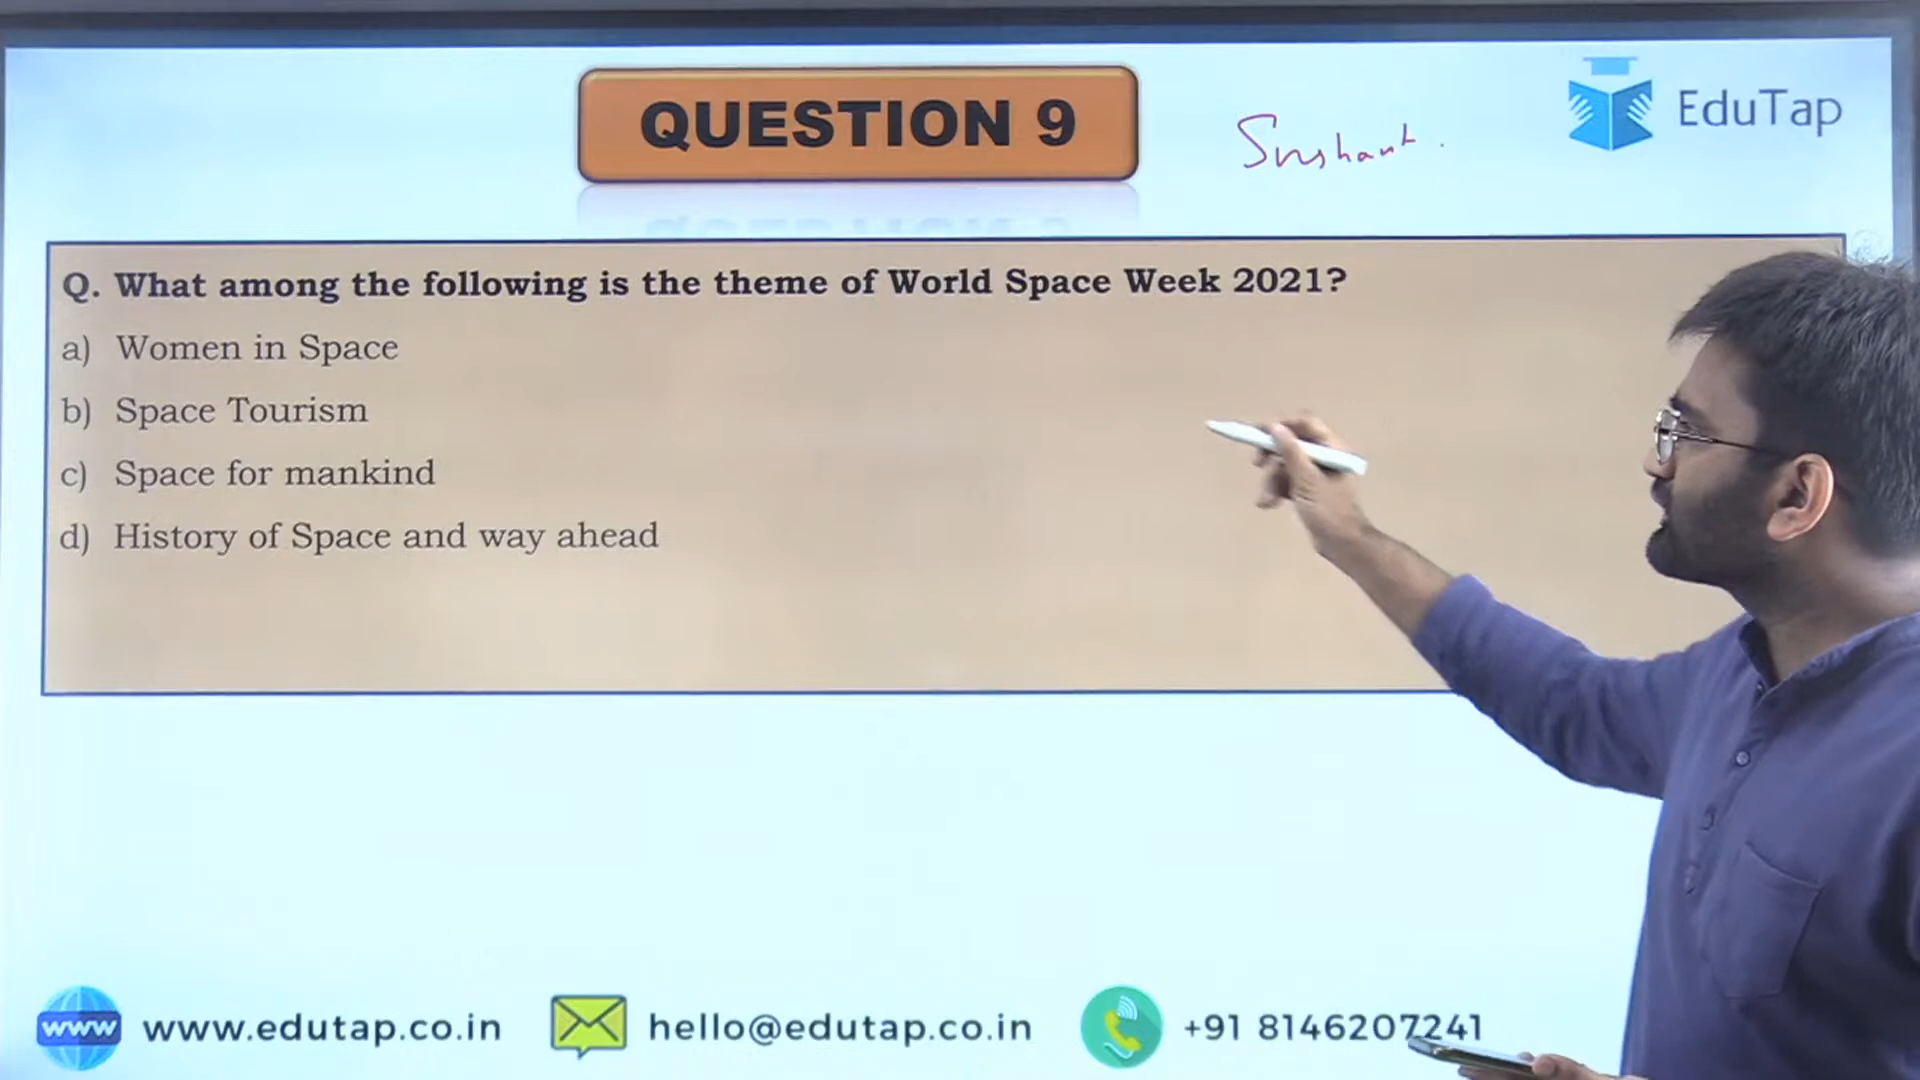 QUESTION 9
Sushant.
EduTap
Q. What among the following is the theme of World Space Week 2021?
a) Women in Space
b) Space Tourism
c) Space for mankind
d) History of Space and way ahead
www
www.edutap.co.in
hello@edutap.co.in
+91 8146207241